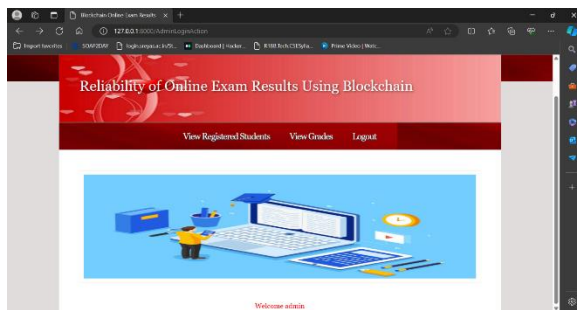 Blockchain Online Exam Results
127.0.0.1:8000/AdminLoginAction
Import favorites
SOAP2DAY
Dashboard | Hacker...
Prime Video | Web...
Reliability of Online Exam Results Using Blockchain
View Registered Students View Grades Logout
Welcome admin